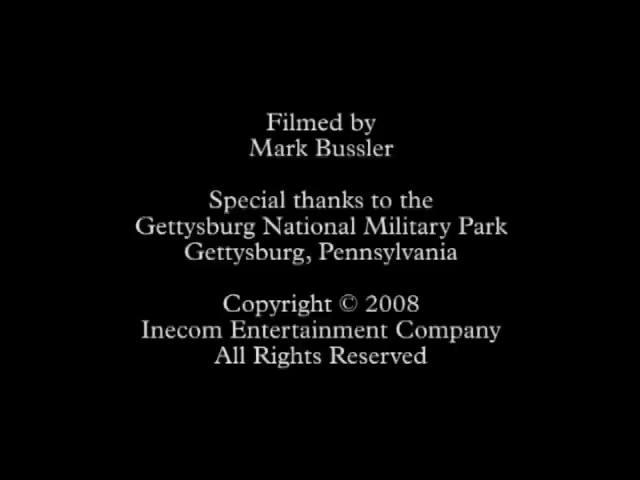 Filmed by
Mark Bussler
Special thanks to the
Gettysburg National Military Park
Gettysburg, Pennsylvania
Copyright © 2008
Inecom Entertainment Company
All Rights Reserved